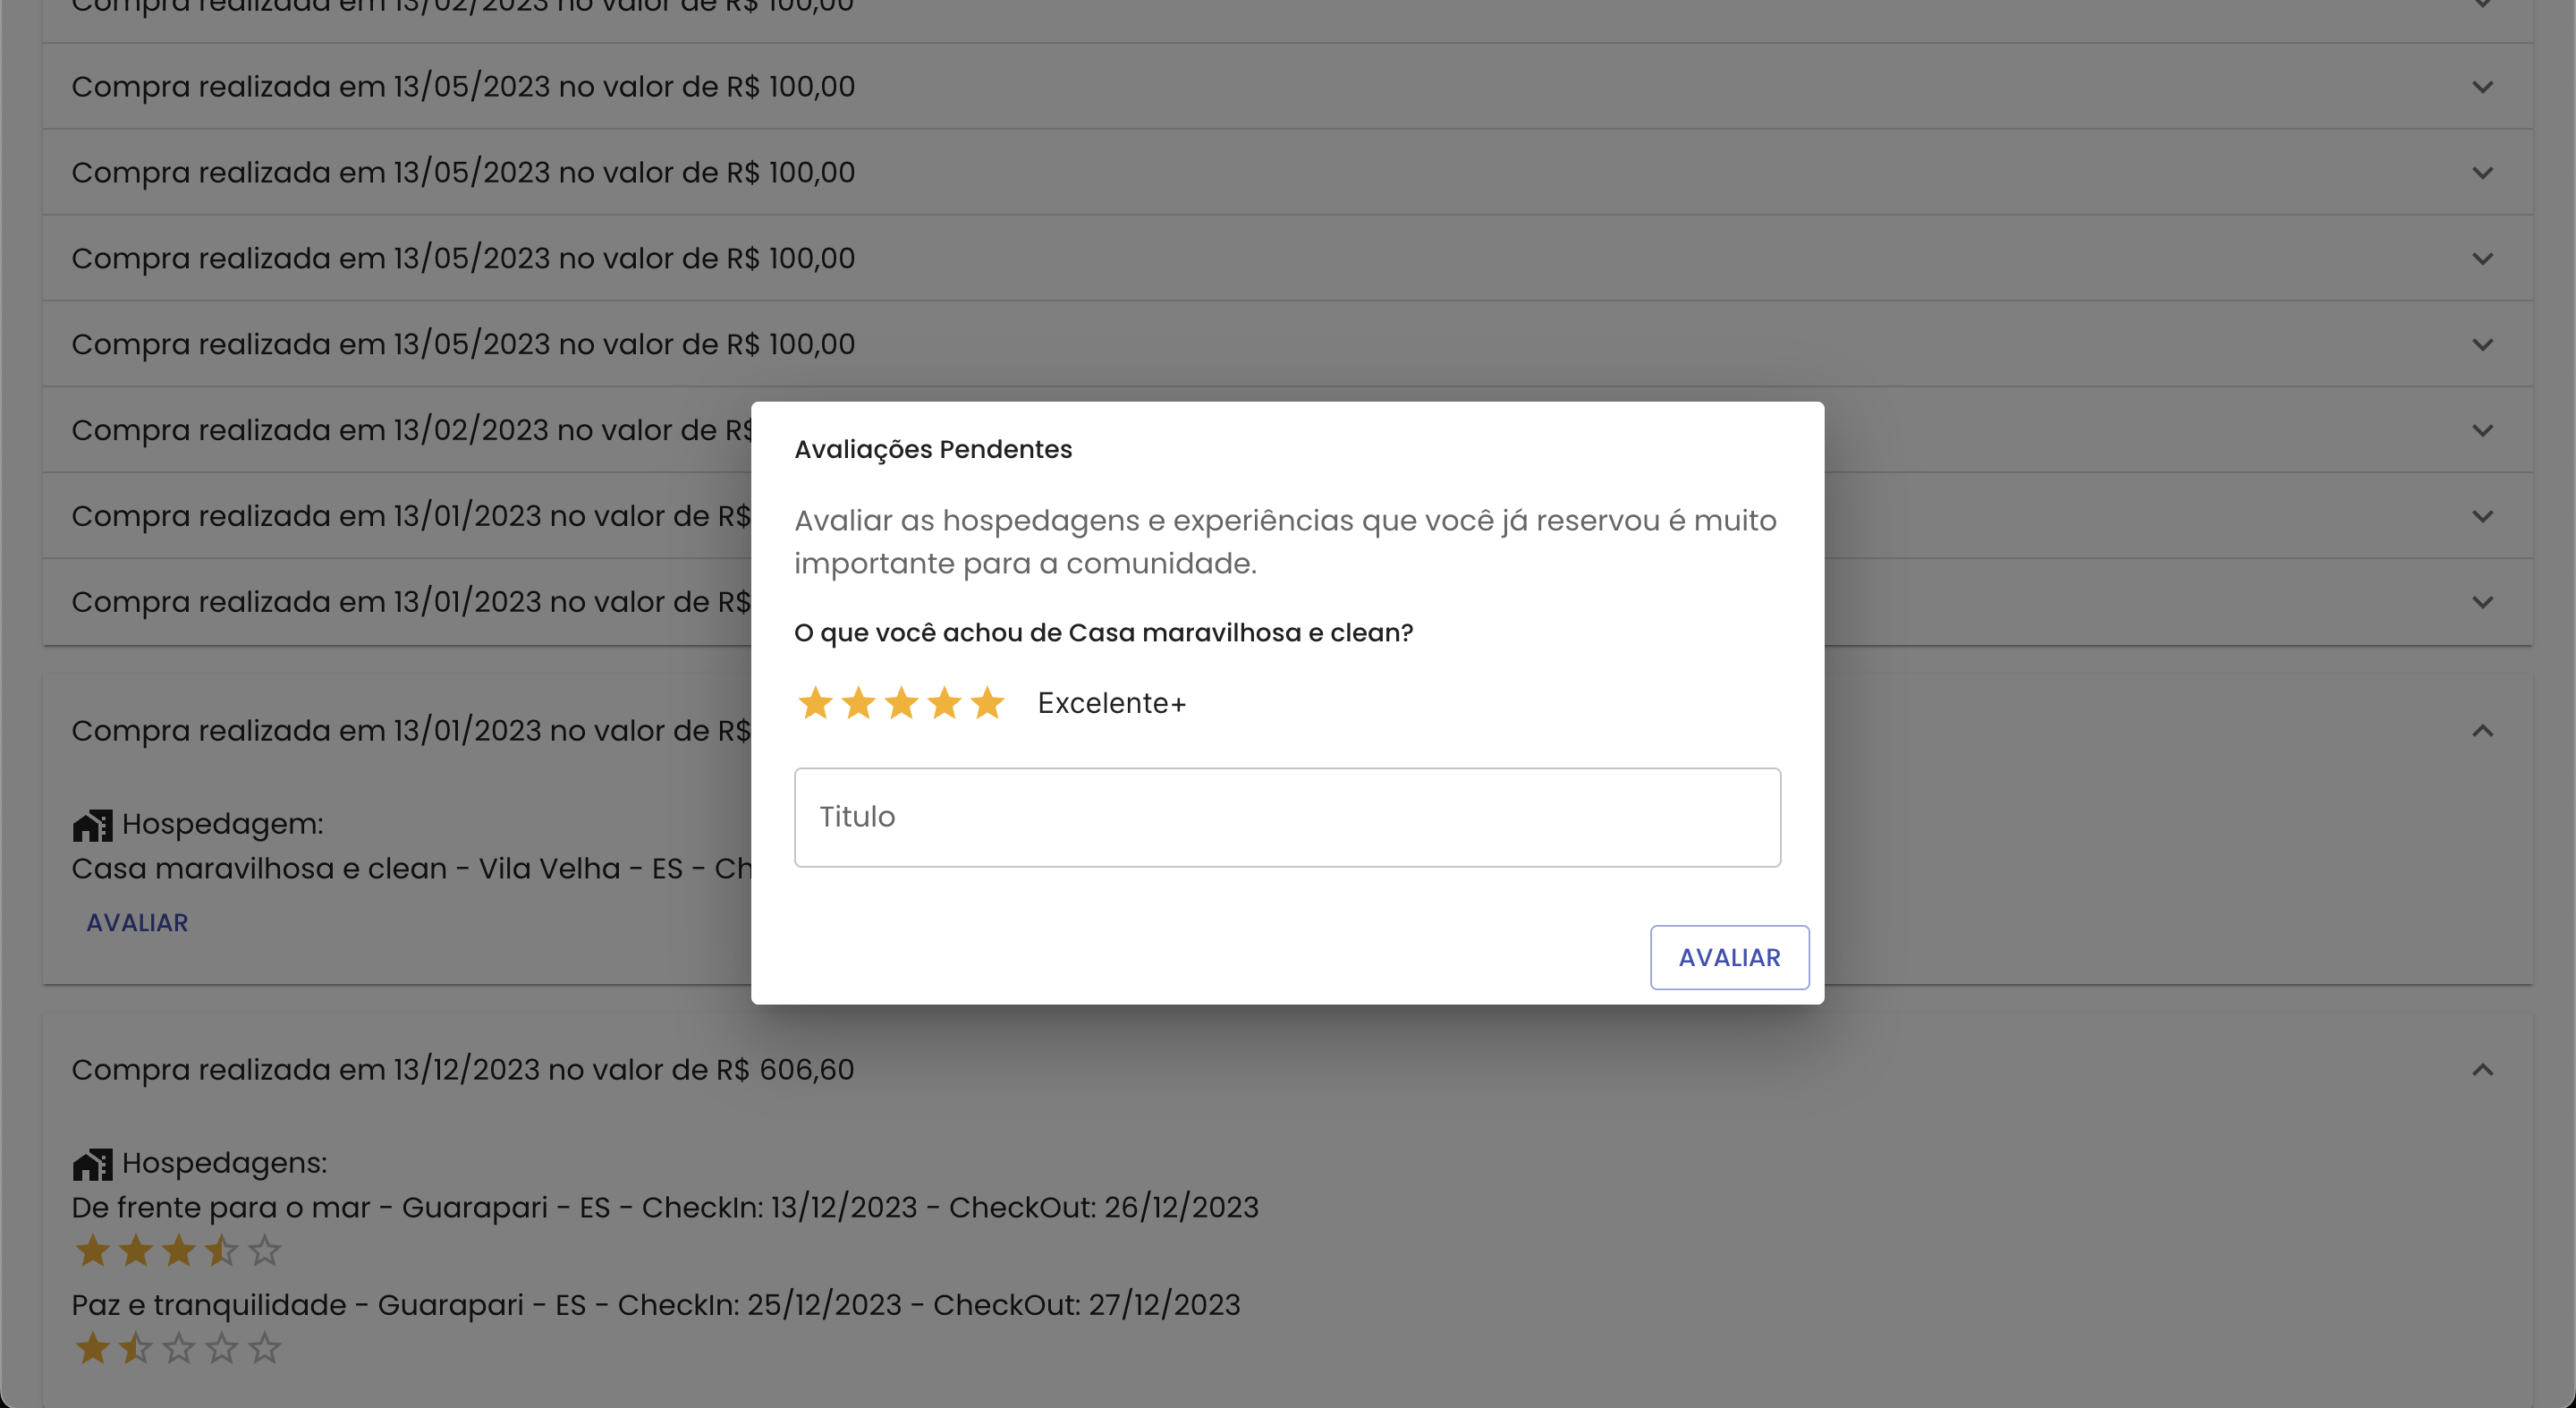 Compra realizada em 13/02/2023 no valor de R$ 100,00
Compra realizada em 13/05/2023 no valor de R$ 100,00
Compra realizada em 13/05/2023 no valor de R$ 100,00
Compra realizada em 13/05/2023 no valor de R$ 100,00
Compra realizada em 13/05/2023 no valor de R$ 100,00
Compra realizada em 13/02/2023 no valor de R$
Compra realizada em 13/01/2023 no valor de R$
Compra realizada em 13/01/2023 no valor de R$
Compra realizada em 13/01/2023 no valor de R$
Hospedagem:
Casa maravilhosa e clean - Vila Velha - ES - Ch
AVALIAR
Avaliações Pendentes
Avaliar as hospedagens e experiências que você já reservou é muito
importante para a comunidade.
O que você achou de Casa maravilhosa e clean?
Excelente+
Titulo
AVALIAR
Compra realizada em 13/12/2023 no valor de R$ 606,60
Hospedagens:
De frente para o mar - Guarapari - ES - CheckIn: 13/12/2023 - CheckOut: 26/12/2023
Paz e tranquilidade - Guarapari - ES - CheckIn: 25/12/2023 - CheckOut: 27/12/2023